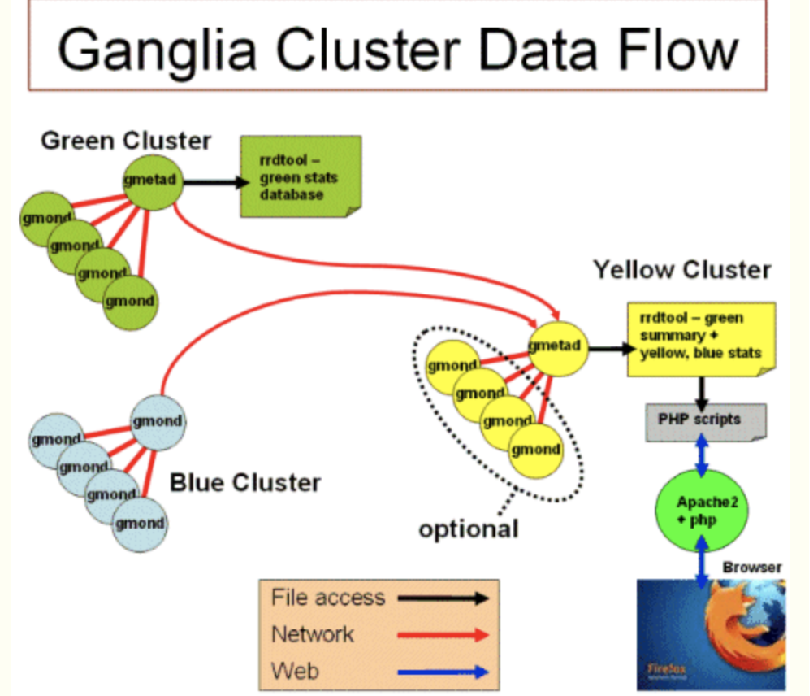 Ganglia Cluster Data Flow
Green Cluster
gmetad
rrdtool –
green stats
database
gmond
gmond
gmond
gmond
Yellow Cluster
gmetad
rrdtool – green
summary +
yellow, blue stats
gmond
gmond
gmond
gmond
optional
PHP scripts
Apache2
+ php
Browser
Firefox
gmond
gmond
gmond
gmond
gmond
Blue Cluster
File access
Network
Web